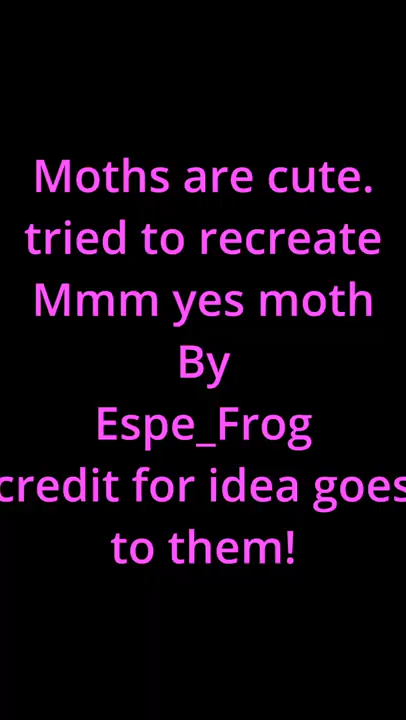 Moths are cute.
tried to recreate
Mmm yes moth
By
Espe_Frog
credit for idea goes
to them!